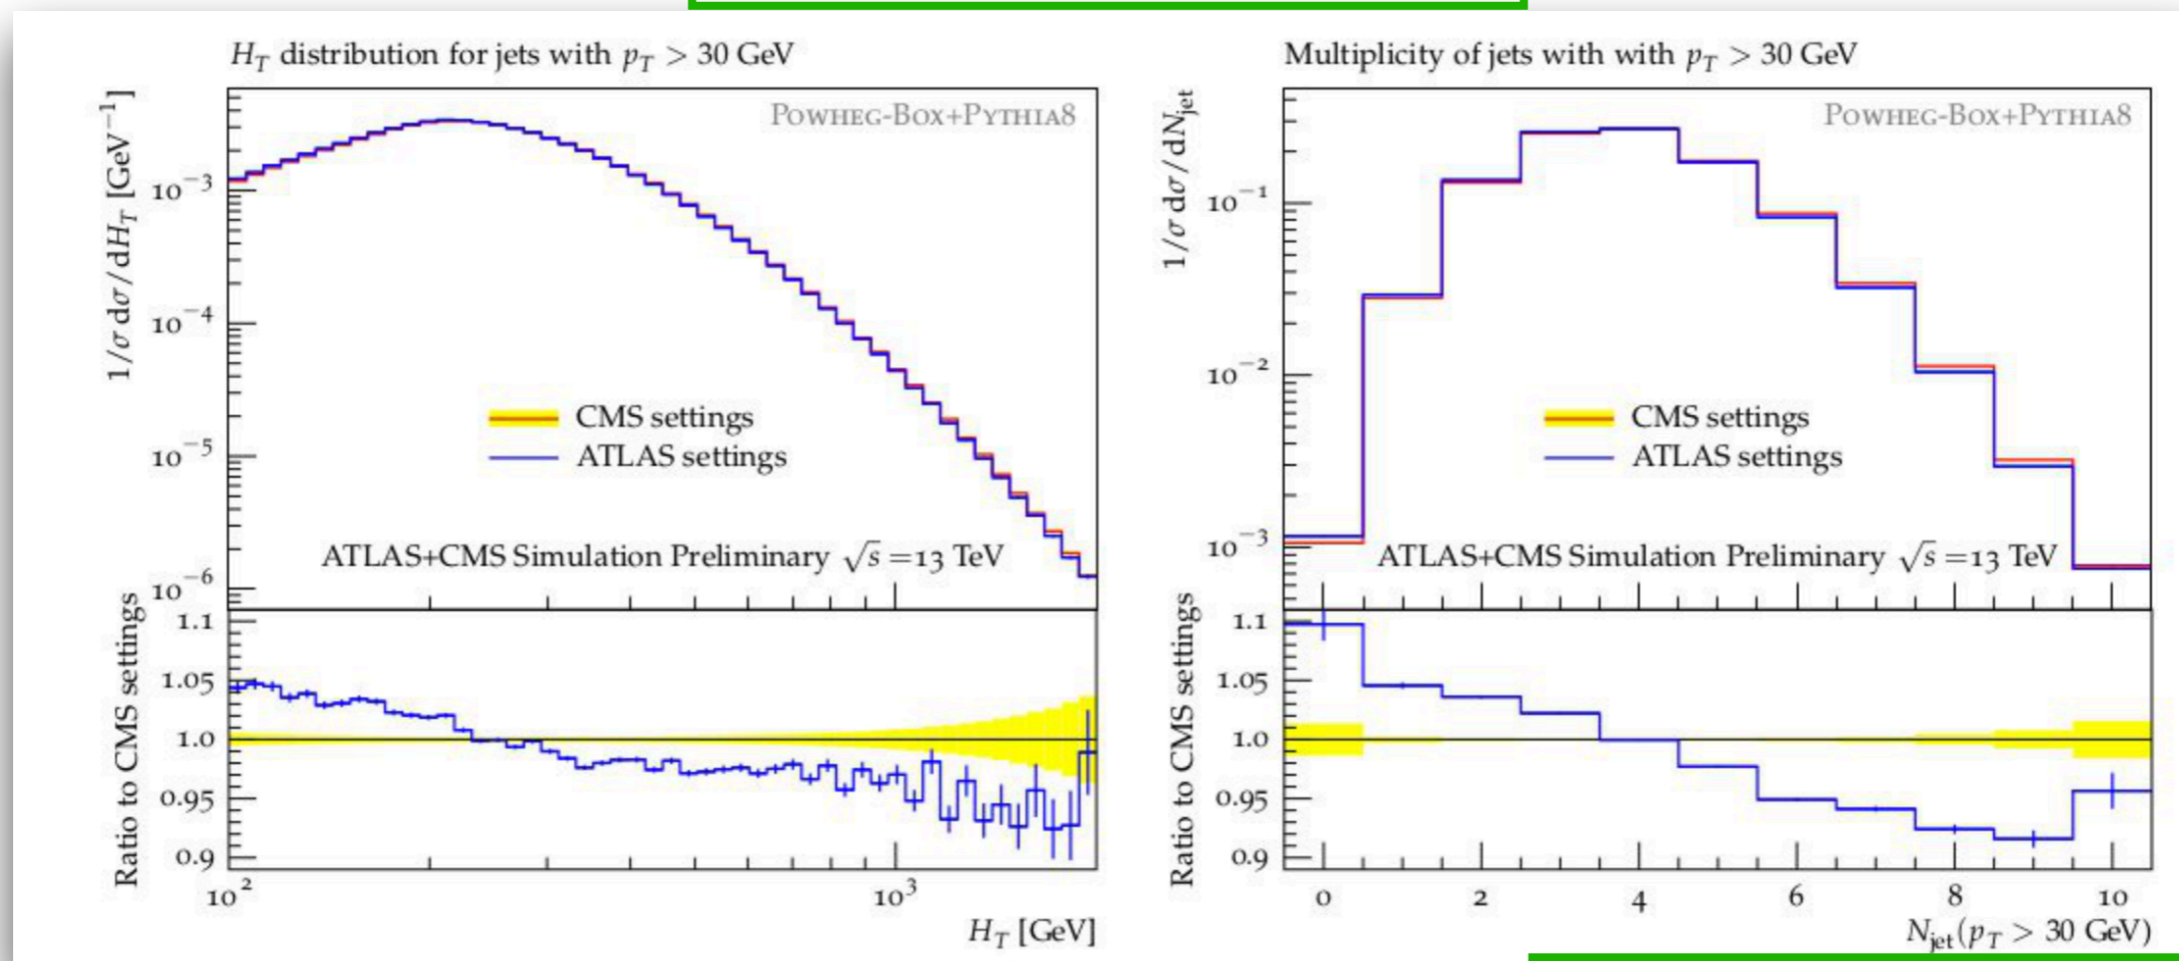 H_T distribution for jets with p_T > 30 GeV
1/σ dσ/dH_T [GeV⁻¹]
POWHEG-BOX+PYTHIA8
10⁻³
10⁻⁴
10⁻⁵
10⁻⁶
CMS settings
ATLAS settings
ATLAS+CMS Simulation Preliminary √s =13 TeV
Ratio to CMS settings
1.1
1.05
1.0
0.95
0.9
10²
10³
H_T [GeV]
Multiplicity of jets with with p_T > 30 GeV
1/σ dσ/dN_jet
POWHEG-BOX+PYTHIA8
10⁻¹
10⁻²
10⁻³
CMS settings
ATLAS settings
ATLAS+CMS Simulation Preliminary √s =13 TeV
Ratio to CMS settings
1.1
1.05
1.0
0.95
0.9
0 2 4 6 8 10
N_jet(p_T > 30 GeV)